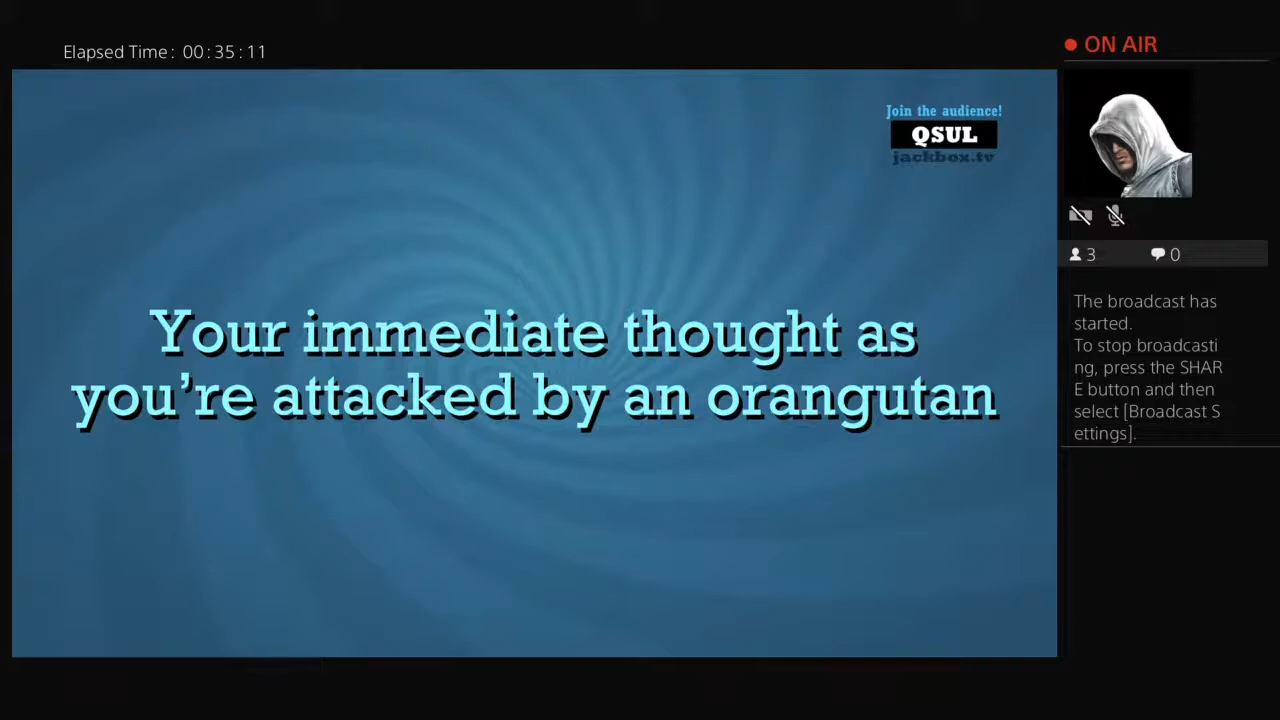 Elapsed Time: 00:35:11
ON AIR
Join the audience!
QSUL
jackbox.tv
3
0
Your immediate thought as
you're attacked by an orangutan
The broadcast has
started.
To stop broadcasti
ng, press the SHAR
E button and then
select [Broadcast S
ettings].